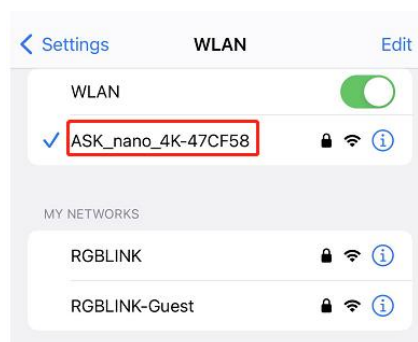 Settings WLAN Edit
WLAN
ASK_nano_4K-47CF58
MY NETWORKS
RGBLINK
RGBLINK-Guest